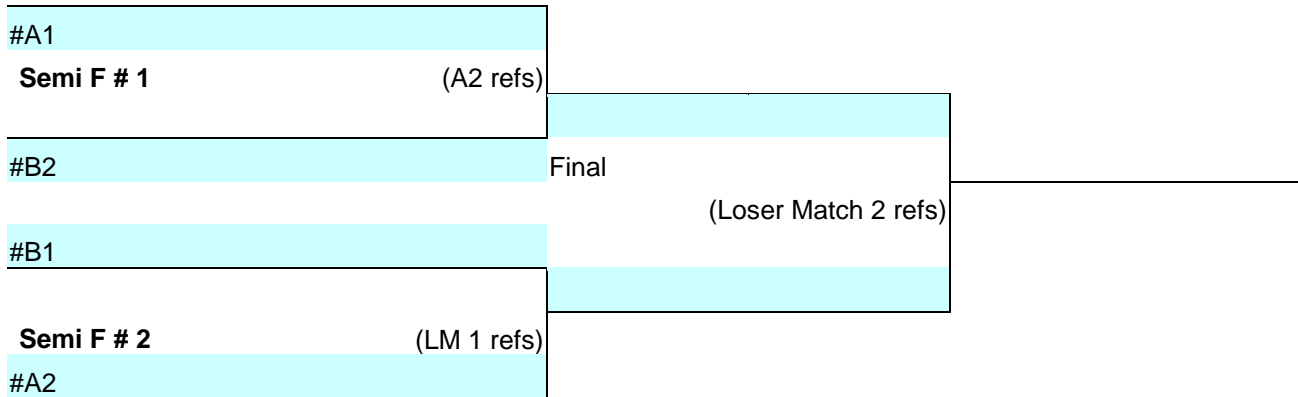 #A1
Semi F # 1 (A2 refs)
#B2
Final
(Loser Match 2 refs)
#B1
Semi F # 2 (LM 1 refs)
#A2